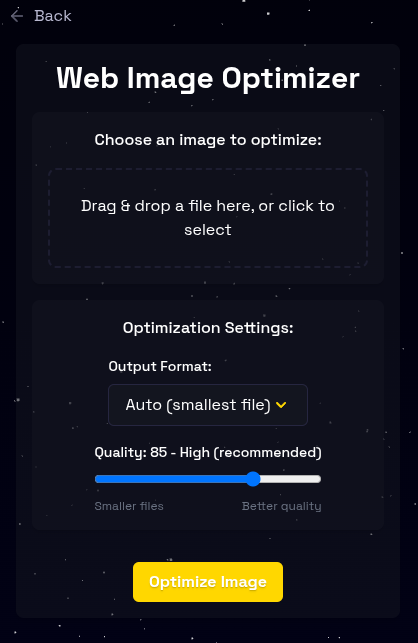 Back
Web Image Optimizer
Choose an image to optimize:
Drag & drop a file here, or click to
select
Optimization Settings:
Output Format:
Auto (smallest file)
Quality: 85 - High (recommended)
Smaller files
Better quality
Optimize Image